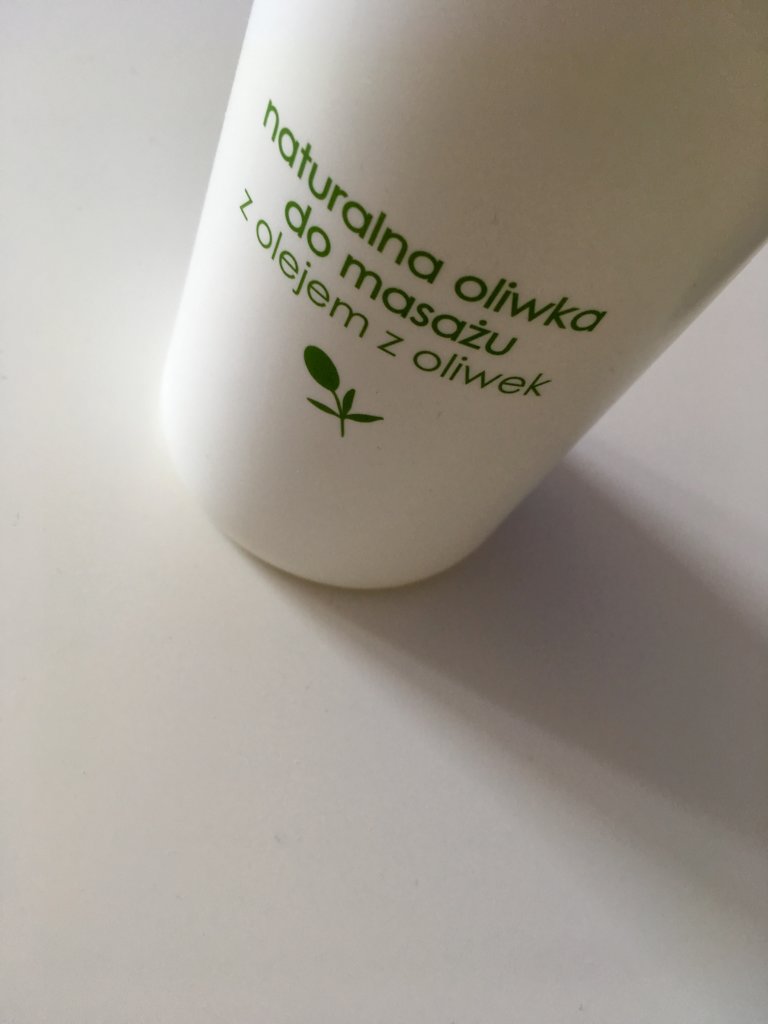 naturalna oliwka
do masażu
z olejem z oliwek